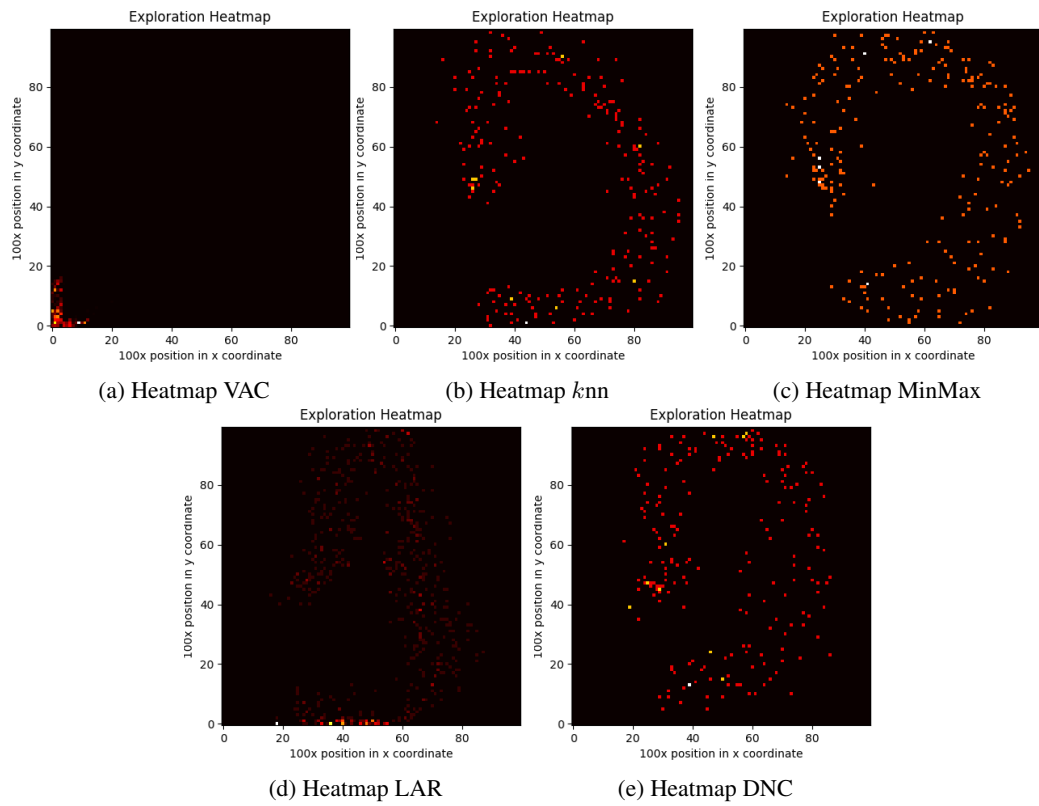 Exploration Heatmap
100x position in y coordinate
80
60
40
20
0
0 20 40 60 80
100x position in x coordinate
(a) Heatmap VAC
Exploration Heatmap
100x position in y coordinate
80
60
40
20
0
0 20 40 60 80
100x position in x coordinate
(b) Heatmap knn
Exploration Heatmap
100x position in y coordinate
80
60
40
20
0
0 20 40 60 80
100x position in x coordinate
(c) Heatmap MinMax
Exploration Heatmap
100x position in y coordinate
80
60
40
20
0
0 20 40 60 80
100x position in x coordinate
(d) Heatmap LAR
Exploration Heatmap
100x position in y coordinate
80
60
40
20
0
0 20 40 60 80
100x position in x coordinate
(e) Heatmap DNC